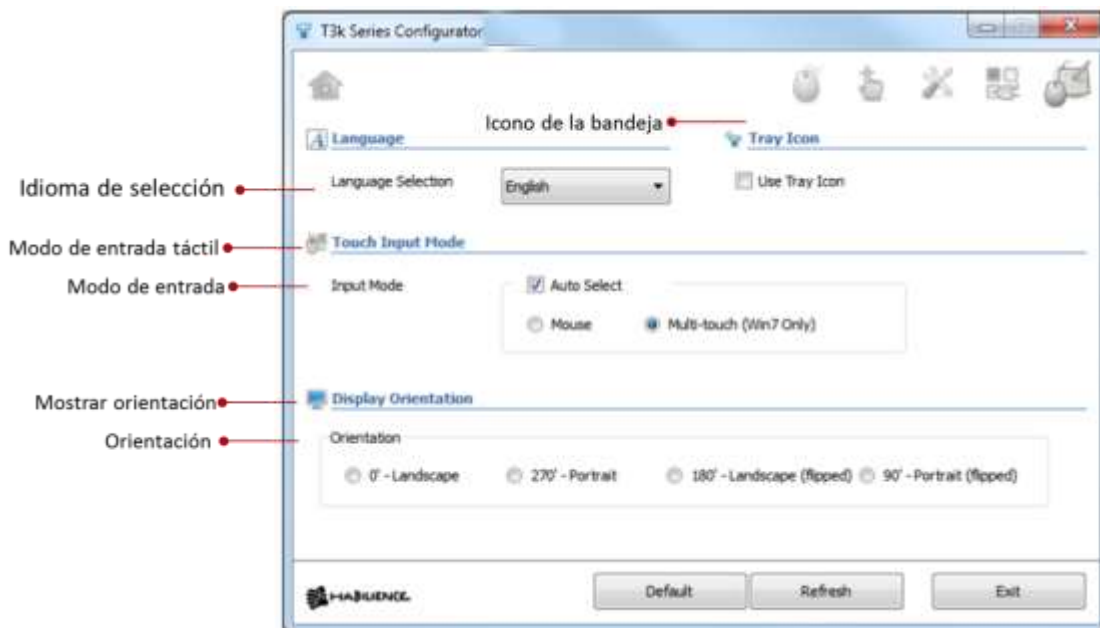 T3k Series Configurator
Icono de la bandeja
Language
Tray Icon
Idioma de selección
Language Selection
English
Use Tray Icon
Modo de entrada táctil
Touch Input Mode
Modo de entrada
Input Mode
Auto Select
Mouse
Multi-touch (Win7 Only)
Mostrar orientación
Display Orientation
Orientación
Orientation
0' - Landscape
270' - Portrait
180' - Landscape (flipped)
90' - Portrait (flipped)
HABILIENCE
Default
Refresh
Exit